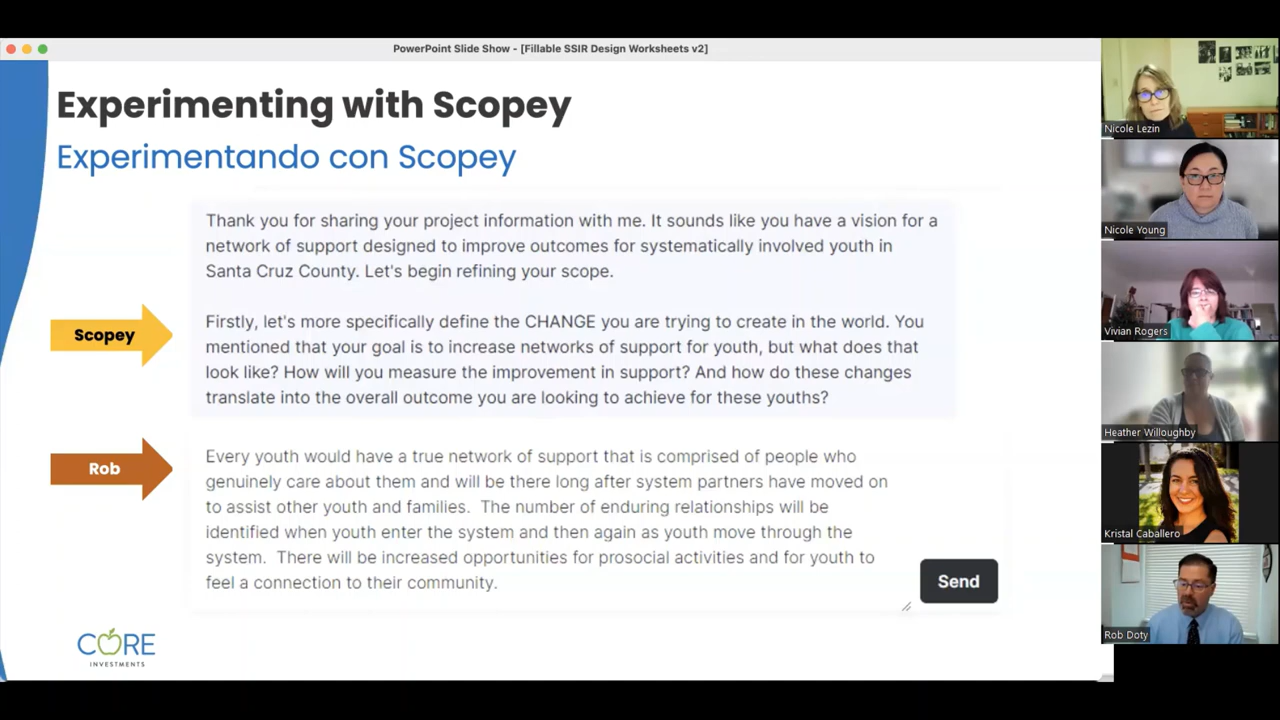 PowerPoint Slide Show - [Fillable SSIR Design Worksheets v2]
Experimenting with Scopey
Experimentando con Scopey
Thank you for sharing your project information with me. It sounds like you have a vision for a
network of support designed to improve outcomes for systematically involved youth in
Santa Cruz County. Let's begin refining your scope.
Scopey
Firstly, let's more specifically define the CHANGE you are trying to create in the world. You
mentioned that your goal is to increase networks of support for youth, but what does that
look like? How will you measure the improvement in support? And how do these changes
translate into the overall outcome you are looking to achieve for these youths?
Rob
Every youth would have a true network of support that is comprised of people who
genuinely care about them and will be there long after system partners have moved on
to assist other youth and families. The number of enduring relationships will be
identified when youth enter the system and then again as youth move through the
system. There will be increased opportunities for prosocial activities and for youth to
feel a connection to their community.
Send
CORE
INVESTMENTS
Nicole Lezin
Nicole Young
Vivian Rogers
Heather Willoughby
Kristal Caballero
Rob Doty